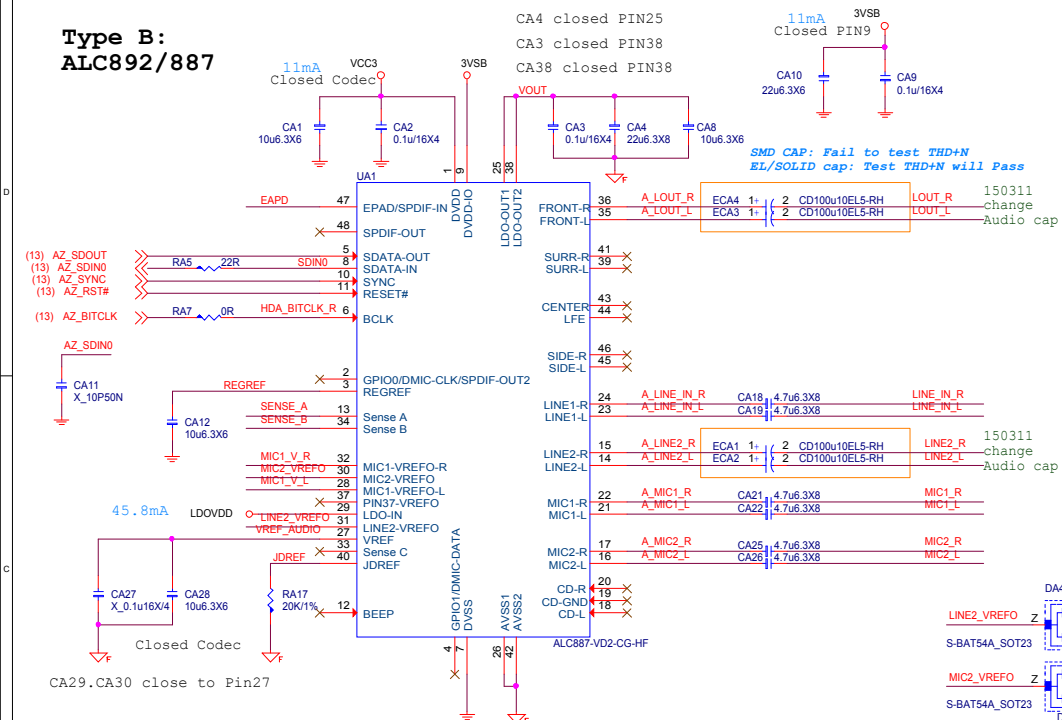 Type B:
ALC892/887
11mA
Closed Codec
VCC3
3VSB
CA4 closed PIN25
CA3 closed PIN38
CA38 closed PIN38
11mA
Closed PIN9
3VSB
CA1
10u6.3X6
CA2
0.1u/16X4
VOUT
CA3
0.1u/16X4
CA4
22u6.3X8
CA8
10u6.3X6
CA10
22u6.3X6
CA9
0.1u/16X4
SMD CAP: Fail to test THD+N
EL/SOLID cap: Test THD+N will Pass
UA1
1
9
25
38
DVDD
DVDD-IO
LDO-OUT1
LDO-OUT2
D
EAPD
47
EPAD/SPDIF-IN
48
SPDIF-OUT
(13) AZ_SDOUT
5
SDATA-OUT
(13) AZ_SDIN0
RA5
22R
SDIN0
8
SDATA-IN
(13) AZ_SYNC
10
SYNC
(13) AZ_RST#
11
RESET#
(13) AZ_BITCLK
RA7
0R
HDA_BITCLK_R
6
BCLK
AZ_SDIN0
CA11
X_10P50N
2
GPIO0/DMIC-CLK/SPDIF-OUT2
REGREF
3
REGREF
CA12
10u6.3X6
SENSE_A
13
Sense A
SENSE_B
34
Sense B
MIC1_V_R
32
MIC1-VREFO-R
MIC2_VREFO
30
MIC2-VREFO
MIC1_V_L
28
MIC1-VREFO-L
37
PIN37-VREFO
45.8mA
LDOVDD
29
LDO-IN
LINE2_VREFO
31
LINE2-VREFO
VREF_AUDIO
27
VREF
33
Sense C
JDREF
40
JDREF
C
CA27
X_0.1u16X/4
CA28
10u6.3X6
RA17
20K/1%
12
BEEP
Closed Codec
F
F
CA29.CA30 close to Pin27
GPIO1/DMIC-DATA
DVSS
AVSS1
AVSS2
4
7
26
42
F
F
FRONT-R
36
A_LOUT_R
ECA4
1+
2
CD100u10EL5-RH
LOUT_R
FRONT-L
35
A_LOUT_L
ECA3
1+
2
CD100u10EL5-RH
LOUT_L
150311
change
Audio cap
SURR-R
41
SURR-L
39
CENTER
43
LFE
44
SIDE-R
46
SIDE-L
45
LINE1-R
24
A_LINE_IN_R
CA18
4.7u6.3X8
LINE_IN_R
LINE1-L
23
A_LINE_IN_L
CA19
4.7u6.3X8
LINE_IN_L
LINE2-R
15
A_LINE2_R
ECA1
1+
2
CD100u10EL5-RH
LINE2_R
LINE2-L
14
A_LINE2_L
ECA2
1+
2
CD100u10EL5-RH
LINE2_L
150311
change
Audio cap
MIC1-R
22
A_MIC1_R
CA21
4.7u6.3X8
MIC1_R
MIC1-L
21
A_MIC1_L
CA22
4.7u6.3X8
MIC1_L
MIC2-R
17
A_MIC2_R
CA25
4.7u6.3X8
MIC2_R
MIC2-L
16
A_MIC2_L
CA26
4.7u6.3X8
MIC2_L
CD-R
20
CD-GND
19
CD-L
18
ALC887-VD2-CG-HF
DA4
LINE2_VREFO
Z
S-BAT54A_SOT23
MIC2_VREFO
Z
S-BAT54A_SOT23